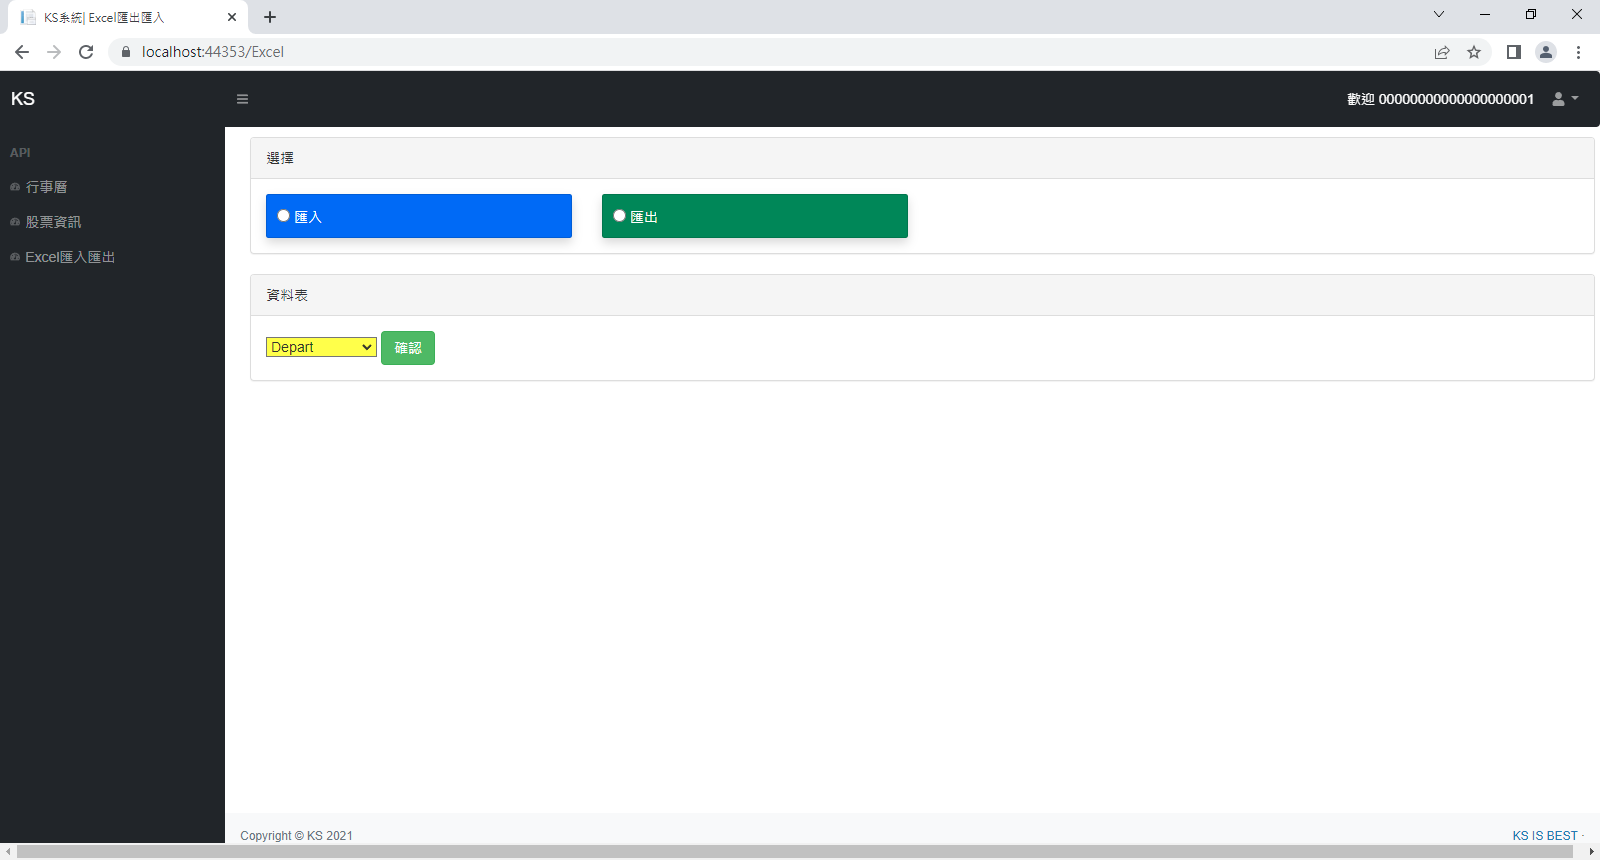 KS系統| Excel匯出匯入
localhost:44353/Excel
KS
歡迎 00000000000000000001
API
行事層
股票資訊
Excel匯入匯出
選擇
匯入
匯出
資料表
Depart
確認
Copyright © KS 2021
KS IS BEST ·